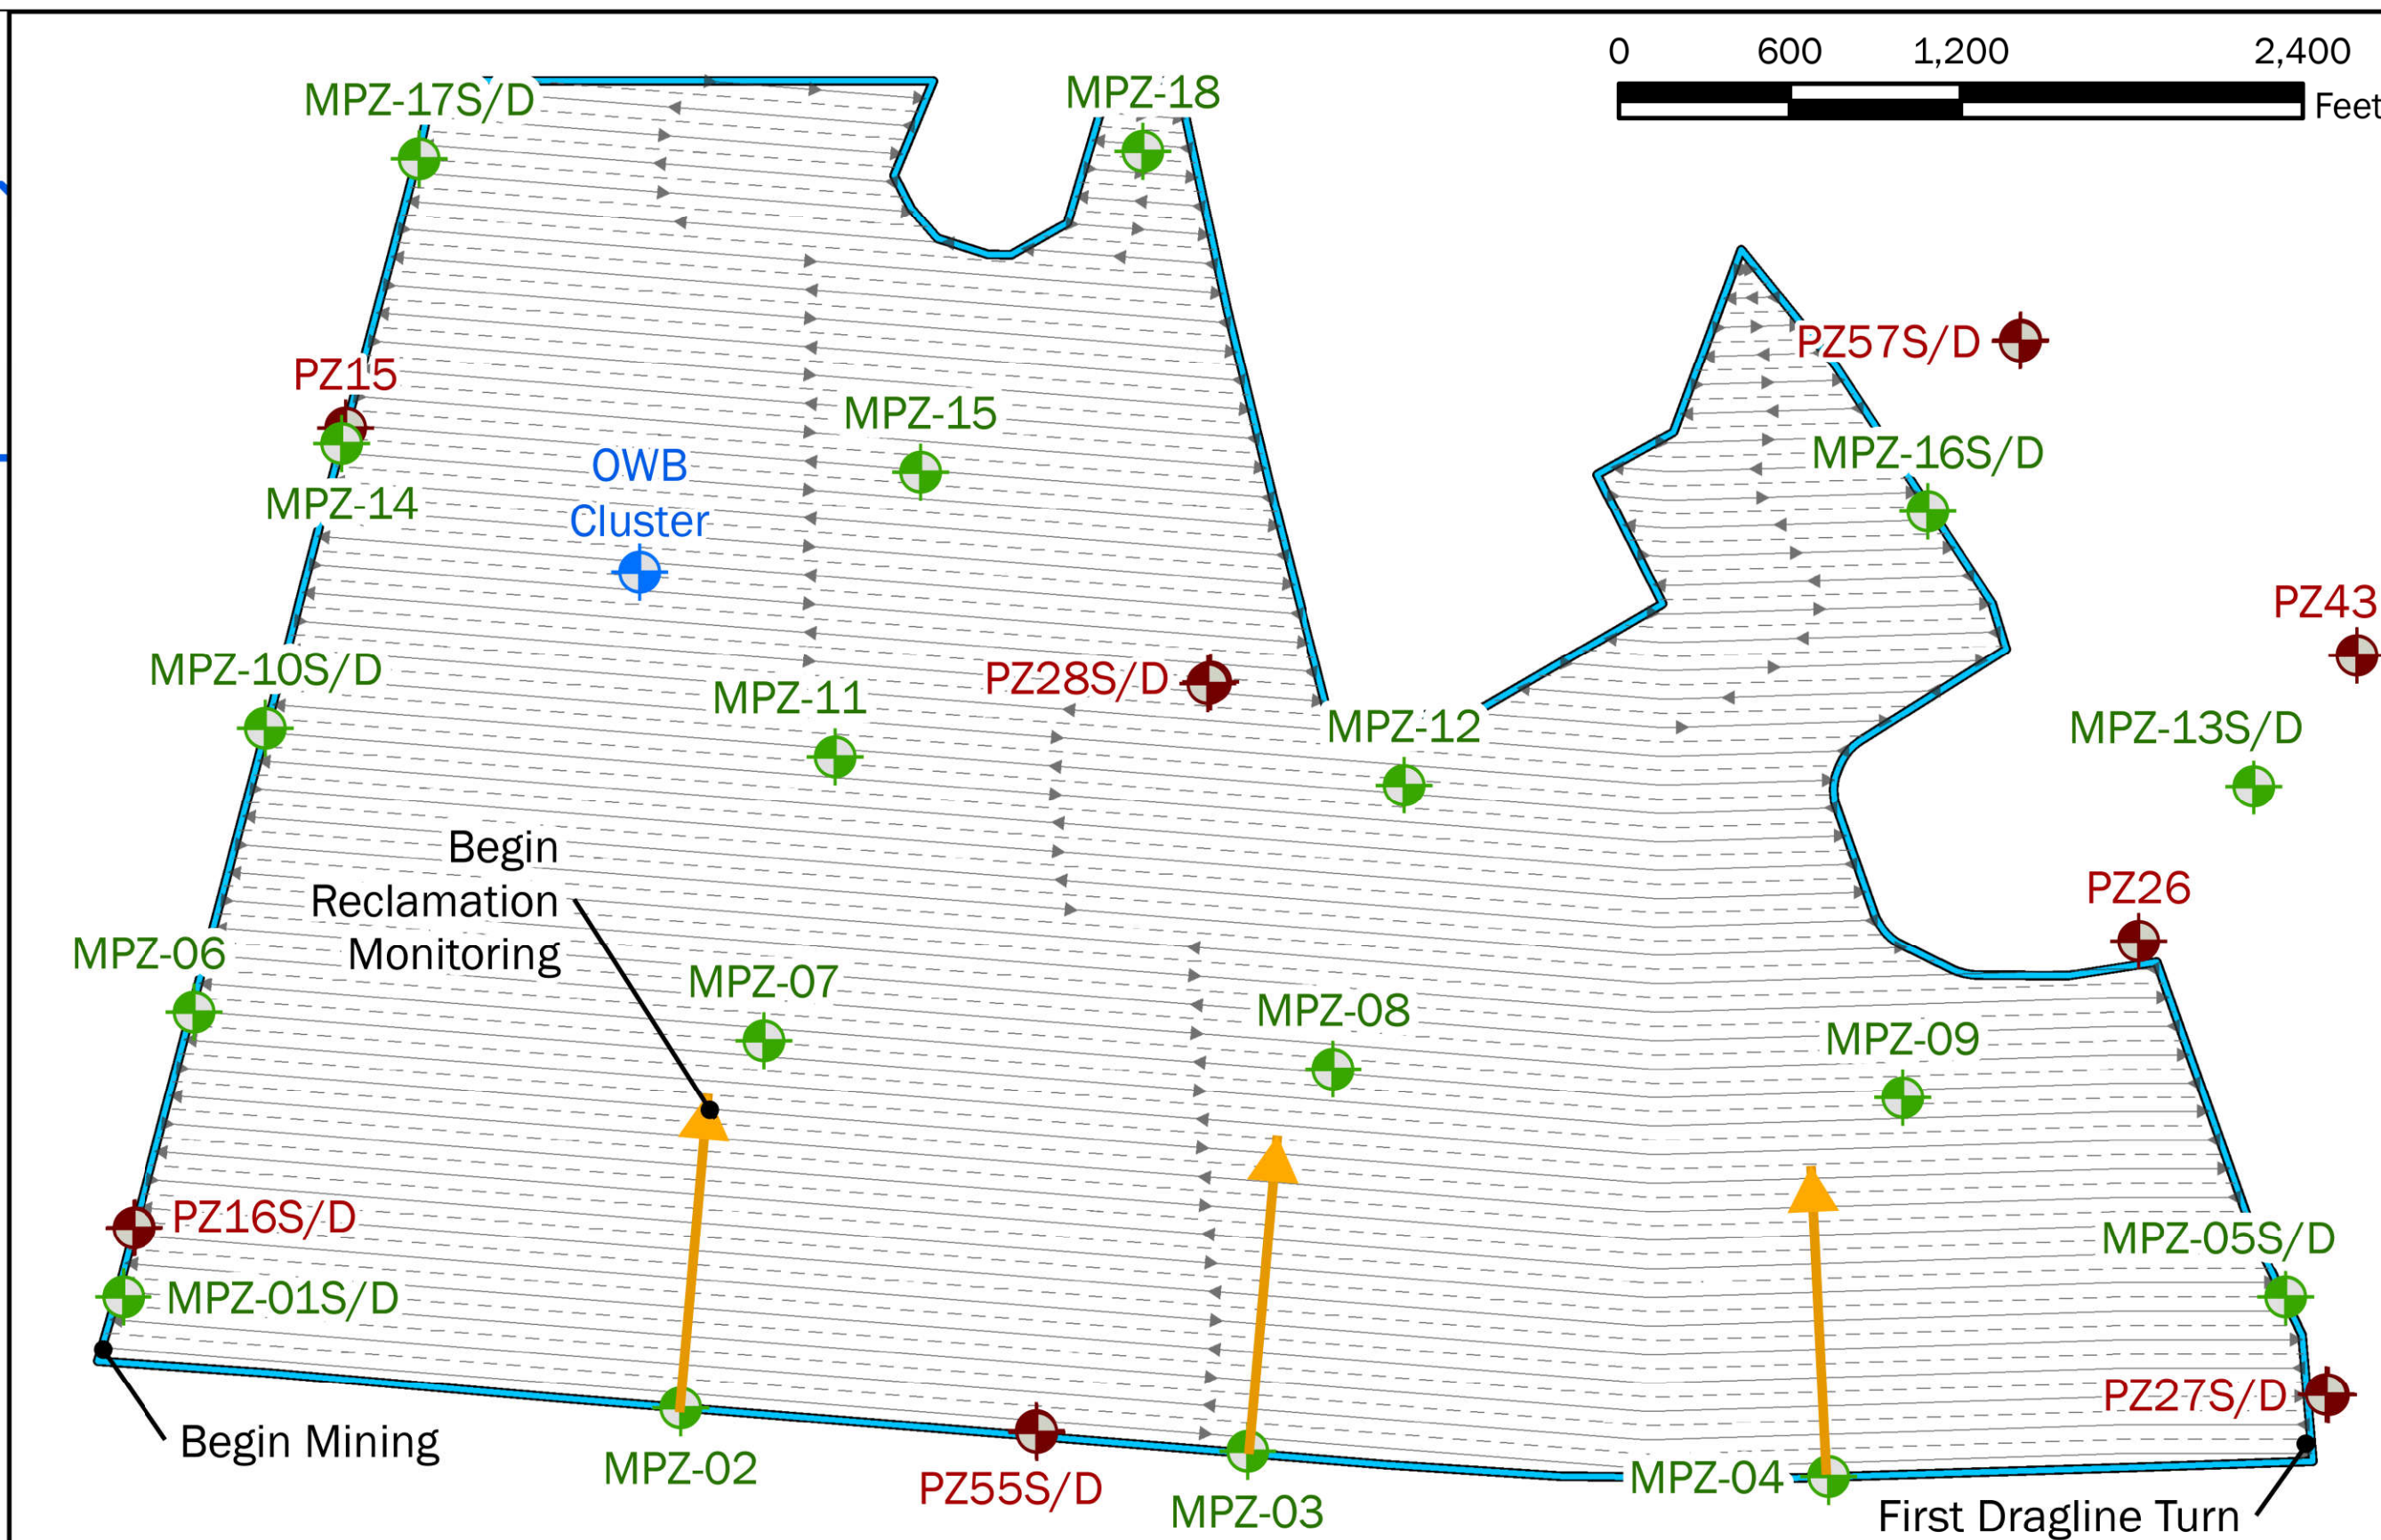 0 600 1,200 2,400
Feet
MPZ-17S/D
MPZ-18
PZ57S/D
PZ15
MPZ-15
MPZ-16S/D
OWB
Cluster
MPZ-14
PZ43
MPZ-10S/D
PZ28S/D
MPZ-11
MPZ-12
MPZ-13S/D
Begin
Reclamation
Monitoring
PZ26
MPZ-06
MPZ-07
MPZ-08
MPZ-09
PZ16S/D
MPZ-05S/D
MPZ-01S/D
PZ27S/D
Begin Mining
MPZ-02
PZ55S/D
MPZ-03
MPZ-04
First Dragline Turn